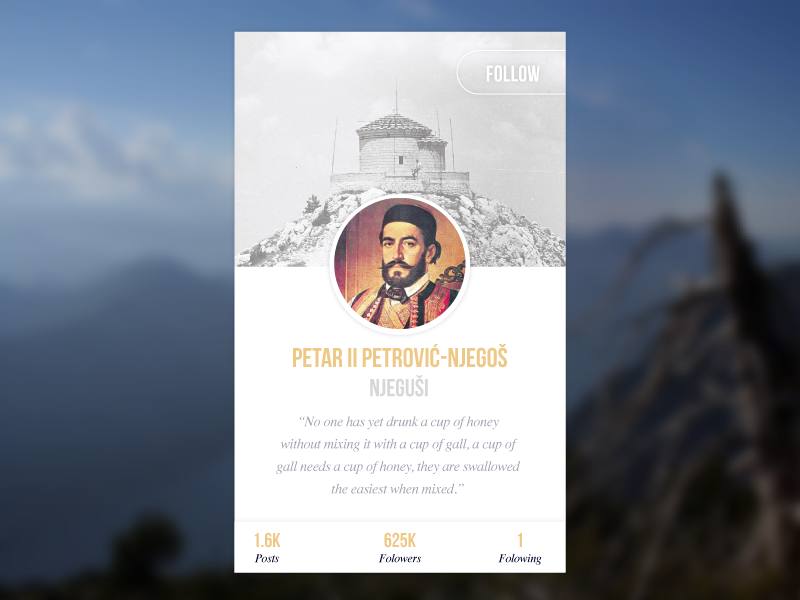 FOLLOW
PETAR II PETROVIĆ-NJEGOŠ
NJEGUŠI
“No one has yet drunk a cup of honey
without mixing it with a cup of gall, a cup of
gall needs a cup of honey, they are swallowed
the easiest when mixed.”
1.6K 625K 1
Posts Folowers Folowing